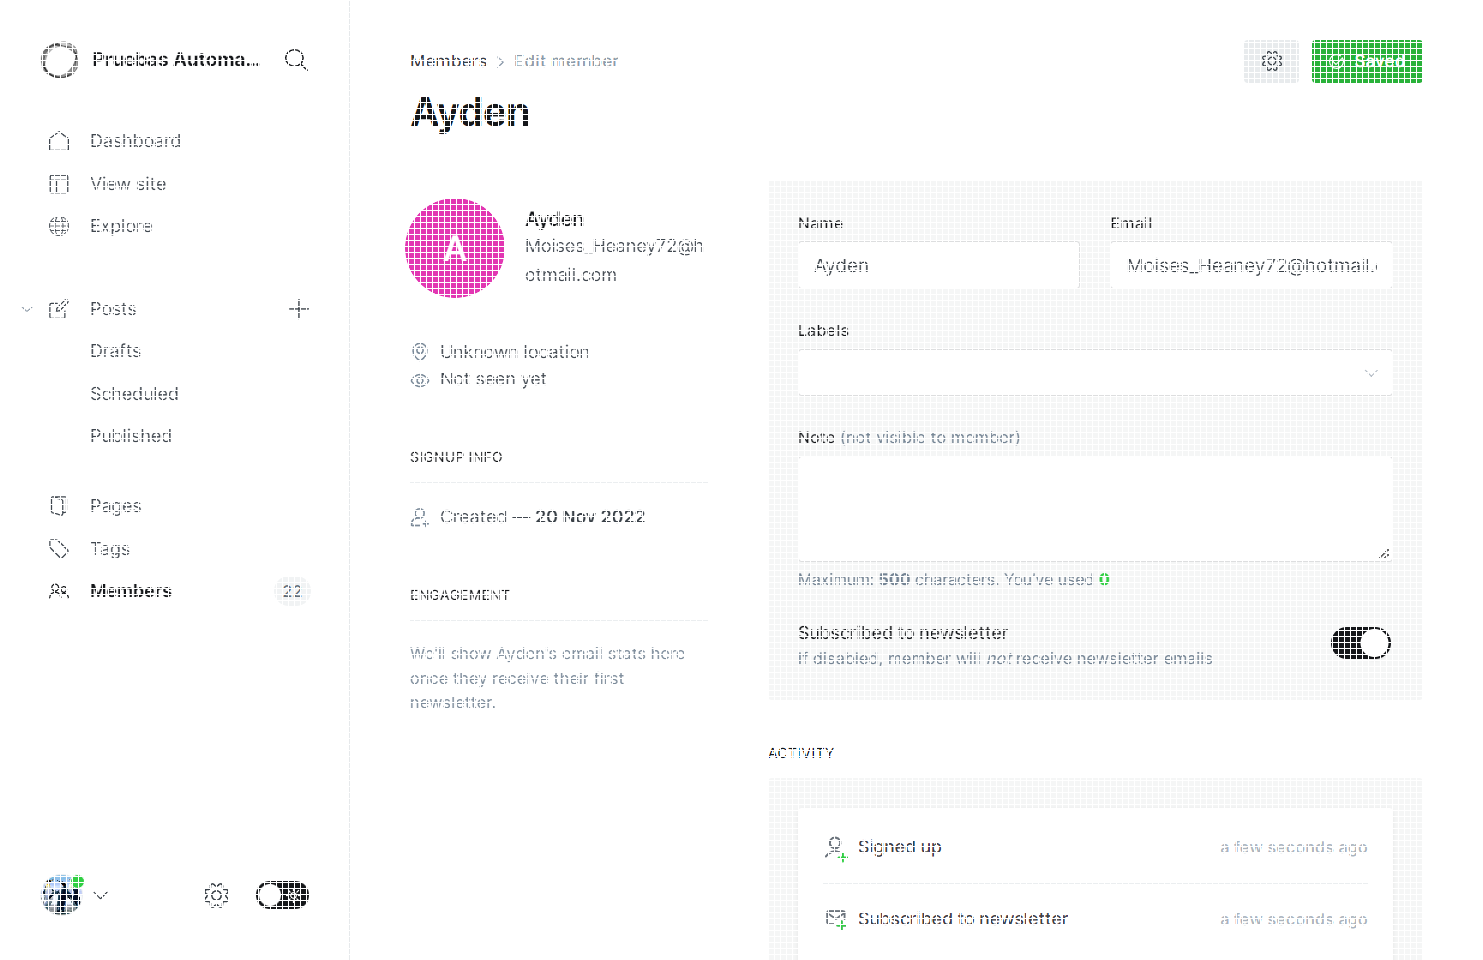 Pruebas Automa...
Dashboard
View site
Explore
Posts
Drafts
Scheduled
Published
Pages
Tags
Members 22
Members > Edit member
Saved
Ayden
A
Ayden
Moises_Heaney72@h
otmail.com
Unknown location
Not seen yet
SIGNUP INFO
Created — 20 Nov 2022
ENGAGEMENT
We'll show Ayden's email stats here
once they receive their first
newsletter.
Name
Ayden
Email
Moises_Heaney72@hotmail.
Labels
Note (not visible to member)
Maximum: 500 characters. You've used 0
Subscribed to newsletter
If disabled, member will not receive newsletter emails
ACTIVITY
Signed up a few seconds ago
Subscribed to newsletter a few seconds ago